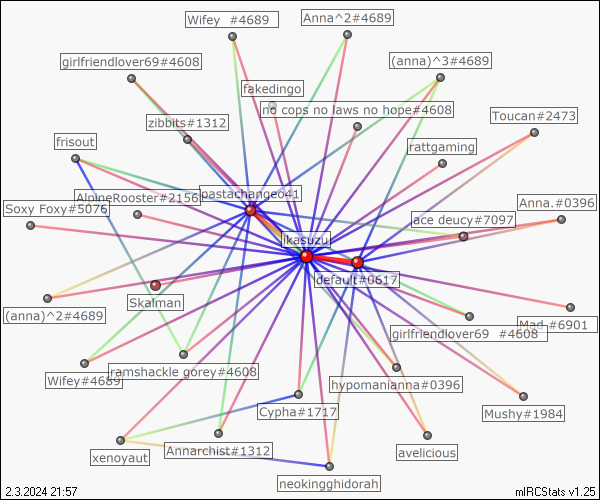 Wifey  #4689
Anna^2#4689
girlfriendlover69#4608
(anna)^3#4689
fakedingo
no cops no laws no hope#4608
Toucan#2473
zibbits#1312
frisout
rattgaming
pastachange041
AlpineRooster#2156
Soxy Foxy#5076
Anna.#0396
ace deucy#7097
ikasuzu
default#0617
Skalman
(anna)^2#4689
Mad #6901
girlfriendlover69  #4608
Wifey#4689
ramshackle gorey#4608
hypomanianna#0396
Cypha#1717
Mushy#1984
xenoyaut
Annarchist#1312
avelicious
neokingghidorah
2.3.2024 21:57
mIRCStats v1.25